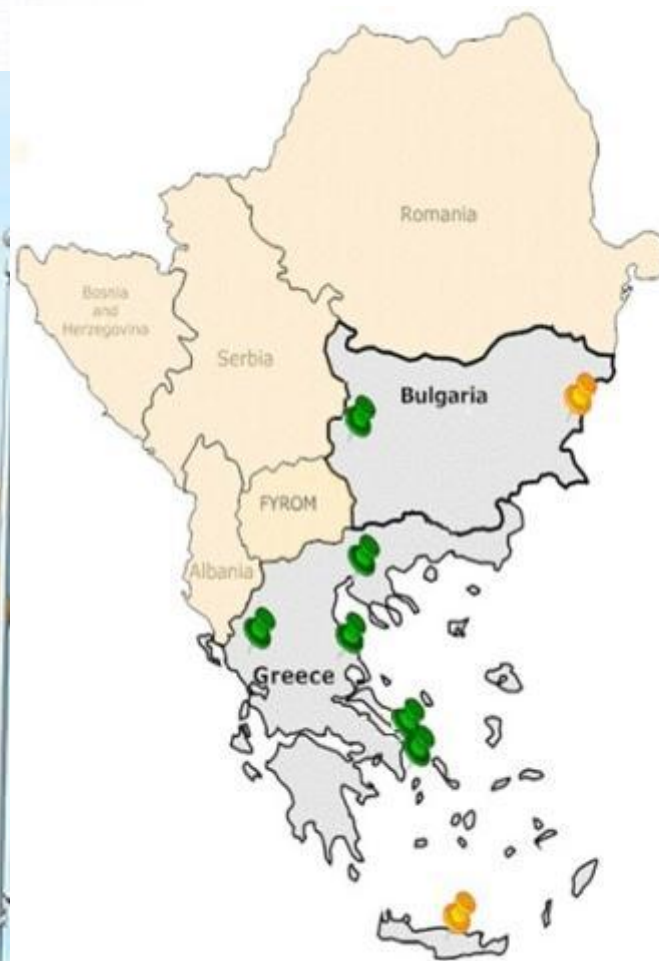 Romania
Bosnia
and
Herzegovina
Serbia
Bulgaria
FYROM
Albania
Greece